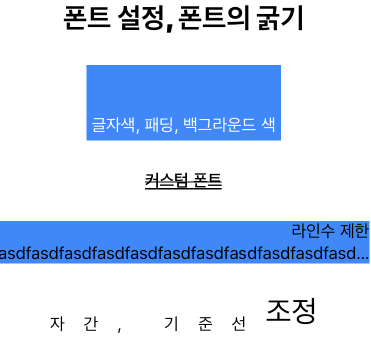 폰트 설정, 폰트의 굵기
글자색, 패딩, 백그라운드 색
커스텀 폰트
라인수 제한
asdfasdfasdfasdfasdfasdfasdfasdfasdfasdfasd...
자 간 , 기 준 선 조정